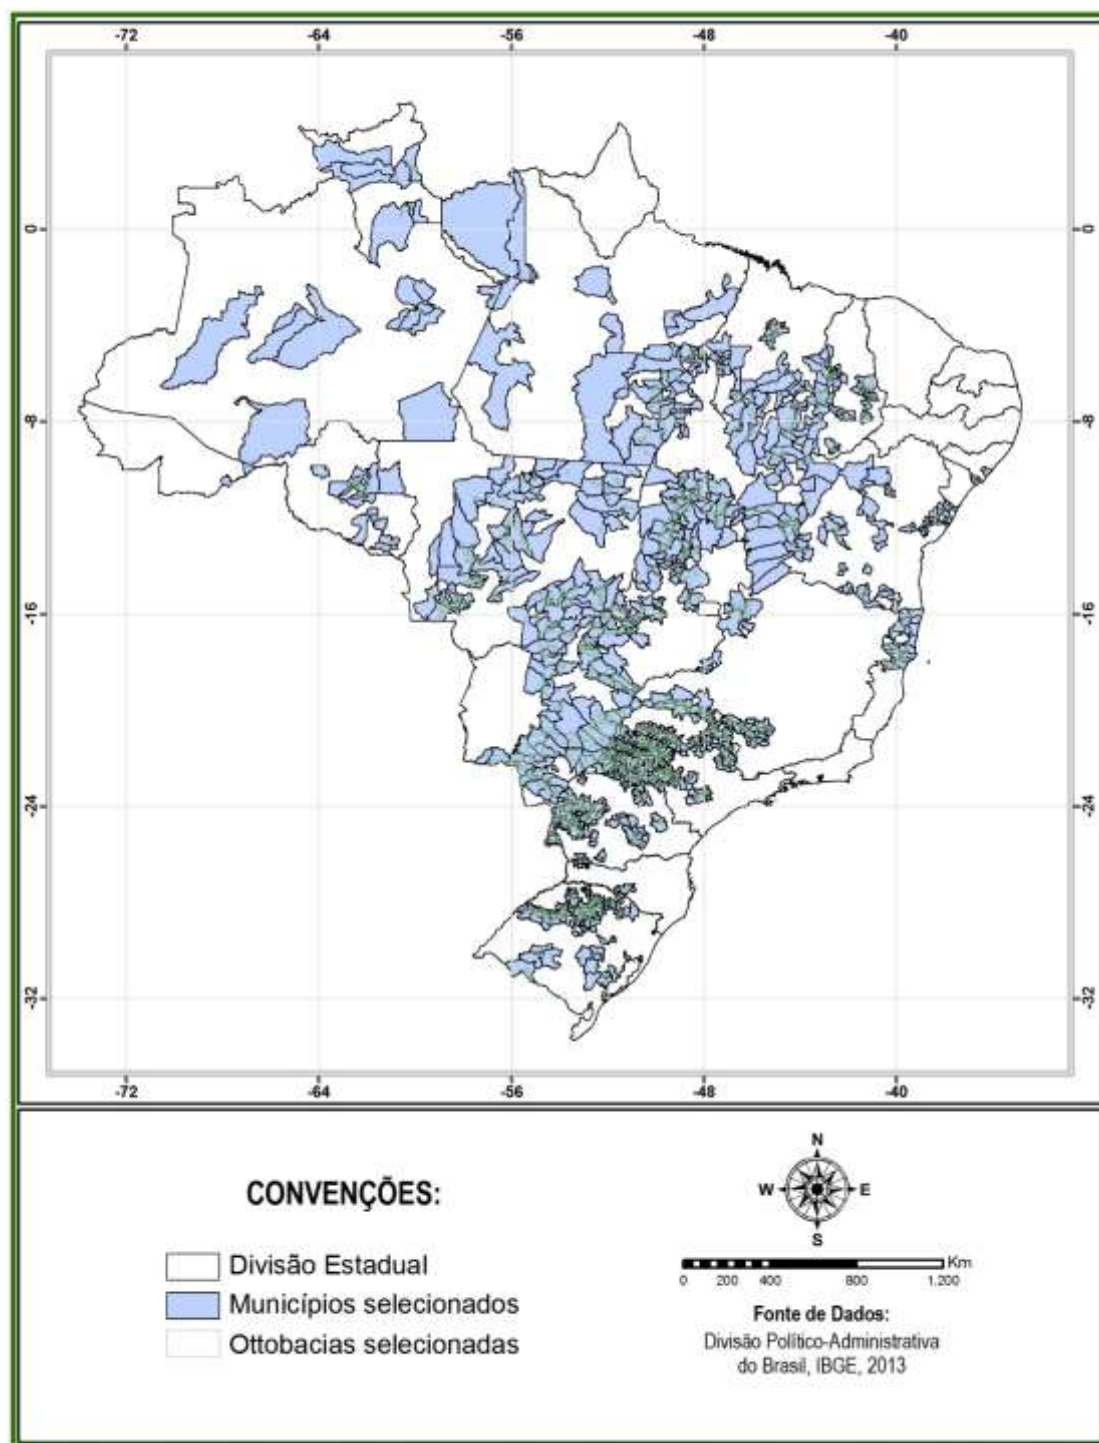 -72 -64 -56 -48 -40
0 0
-8 -8
-16 -16
-24 -24
-32 -32
-72 -64 -56 -48 -40
N
W E
S
CONVENÇÕES:
Divisão Estadual
Municípios selecionados
Ottobacias selecionadas
Km
0 200 400 800 1.200
Fonte de Dados:
Divisão Político-Administrativa
do Brasil, IBGE, 2013